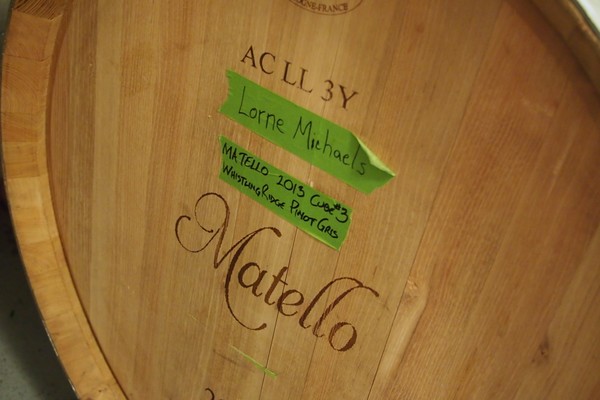 AC LL 3Y
Lorne Michaels
MATELLO 2013 CUBE #3
WHISTLING RIDGE PINOT GRIS
Matello